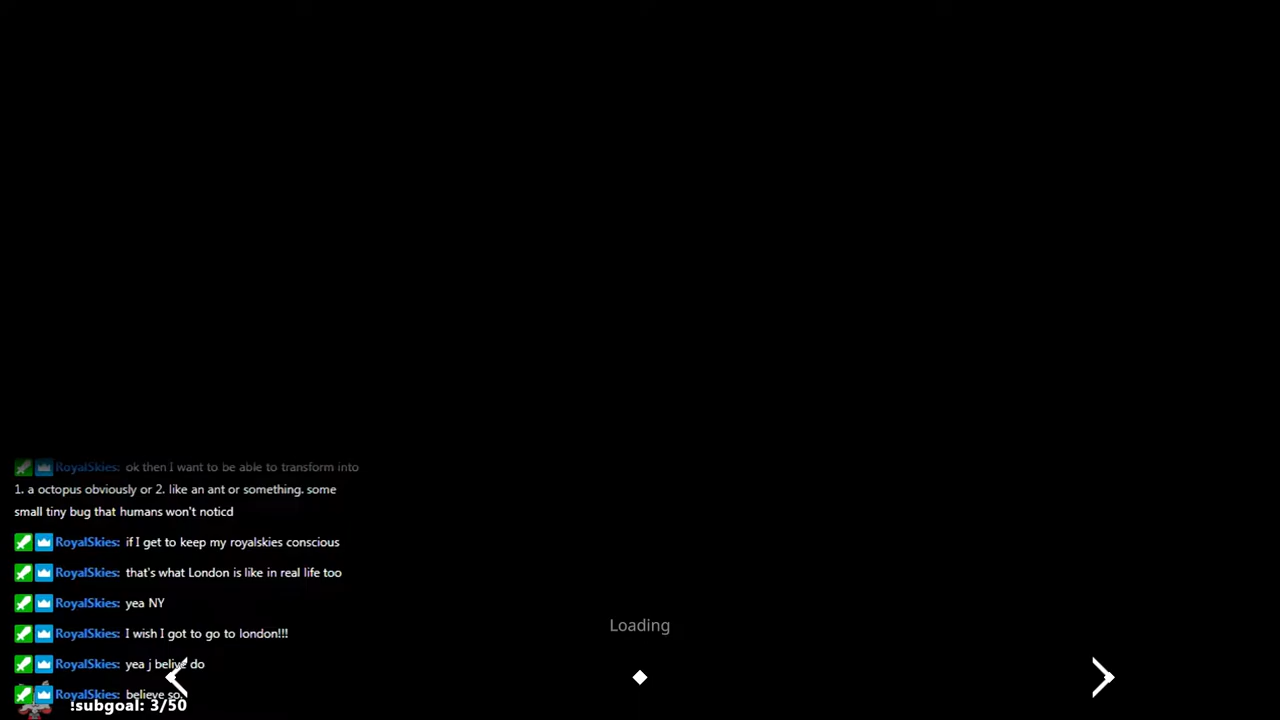 RoyalSkies: ok then I want to be able to transform into
1. a octopus obviously or 2. like an ant or something. some
small tiny bug that humans won't noticd
RoyalSkies: if I get to keep my royalskies conscious
RoyalSkies: that's what London is like in real life too
RoyalSkies: yea NY
RoyalSkies: I wish I got to go to london!!!
RoyalSkies: yea j belive do
RoyalSkies: believe so
!subgoal: 3/50
Loading